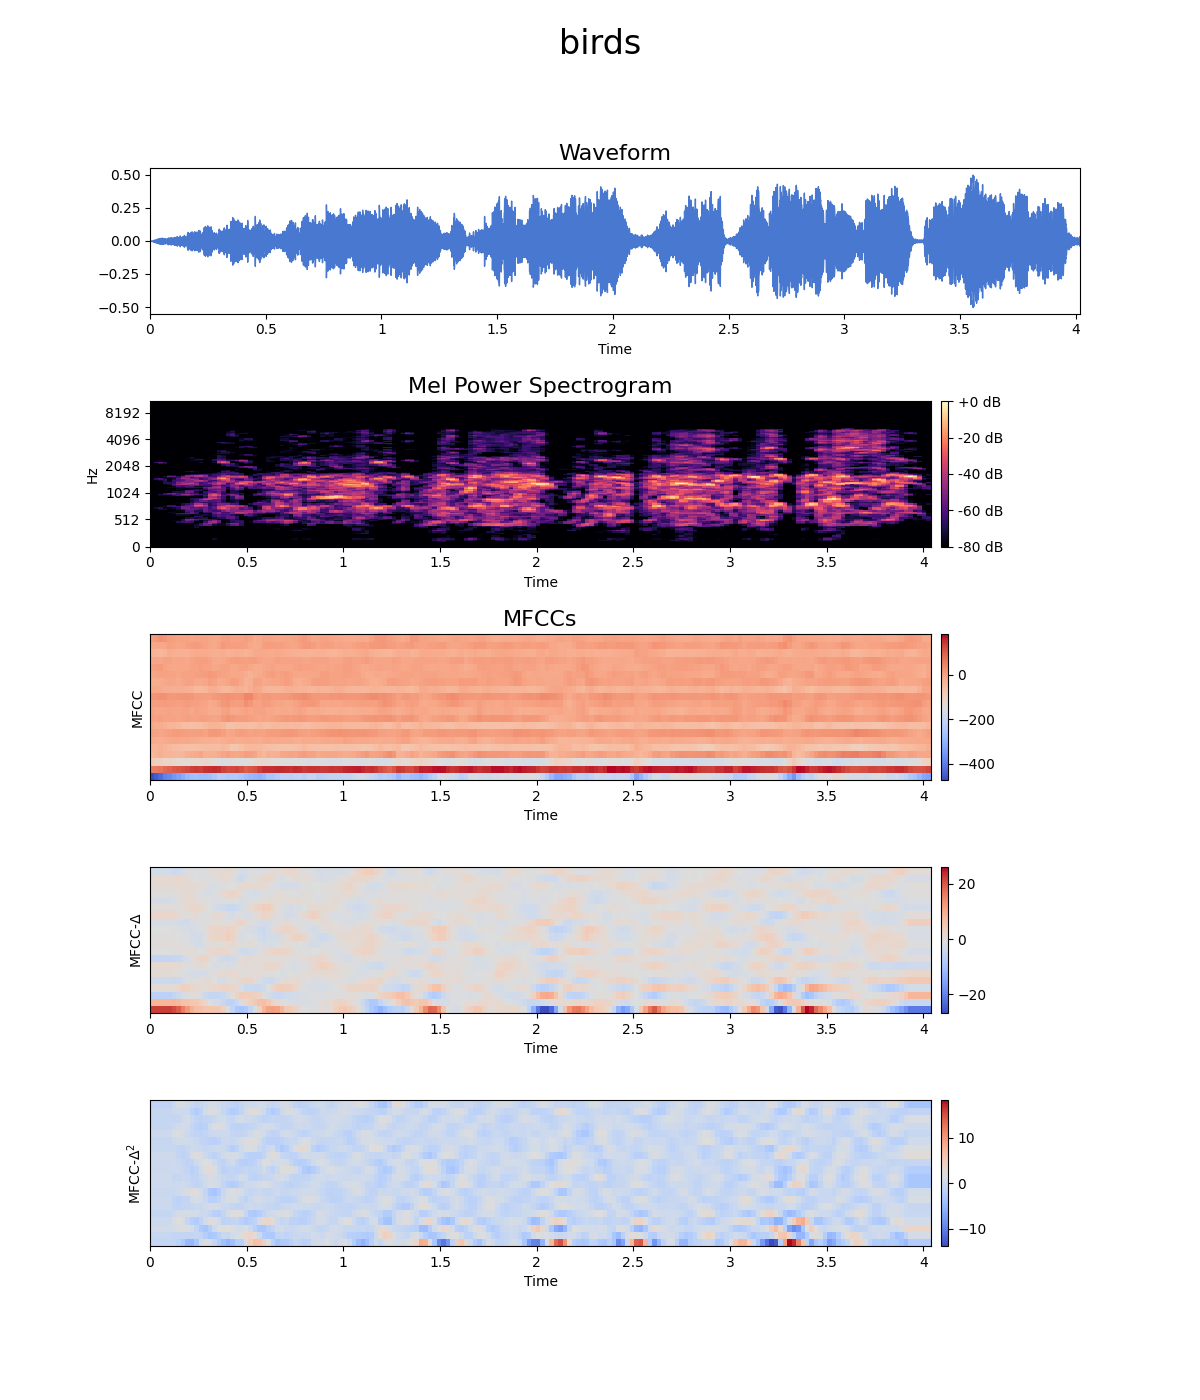 birds
Waveform
0.50
0.25
0.00
−0.25
−0.50
0 0.5 1 1.5 2 2.5 3 3.5 4
Time
Mel Power Spectrogram
Hz
8192
4096
2048
1024
512
0
0 0.5 1 1.5 2 2.5 3 3.5 4
Time
+0 dB
-20 dB
-40 dB
-60 dB
-80 dB
MFCCs
MFCC
0 0.5 1 1.5 2 2.5 3 3.5 4
Time
0
−200
−400
MFCC-Δ
0 0.5 1 1.5 2 2.5 3 3.5 4
Time
20
0
−20
MFCC-Δ²
0 0.5 1 1.5 2 2.5 3 3.5 4
Time
10
0
−10